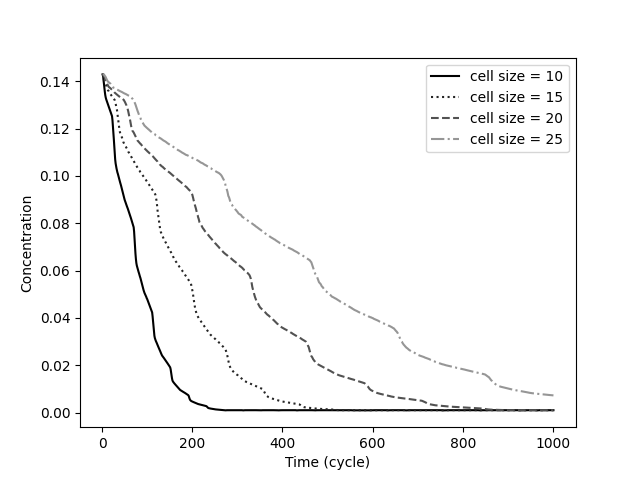 cell size = 10
cell size = 15
cell size = 20
cell size = 25
0.14
0.12
0.10
0.08
0.06
0.04
0.02
0.00
Concentration
0 200 400 600 800 1000
Time (cycle)